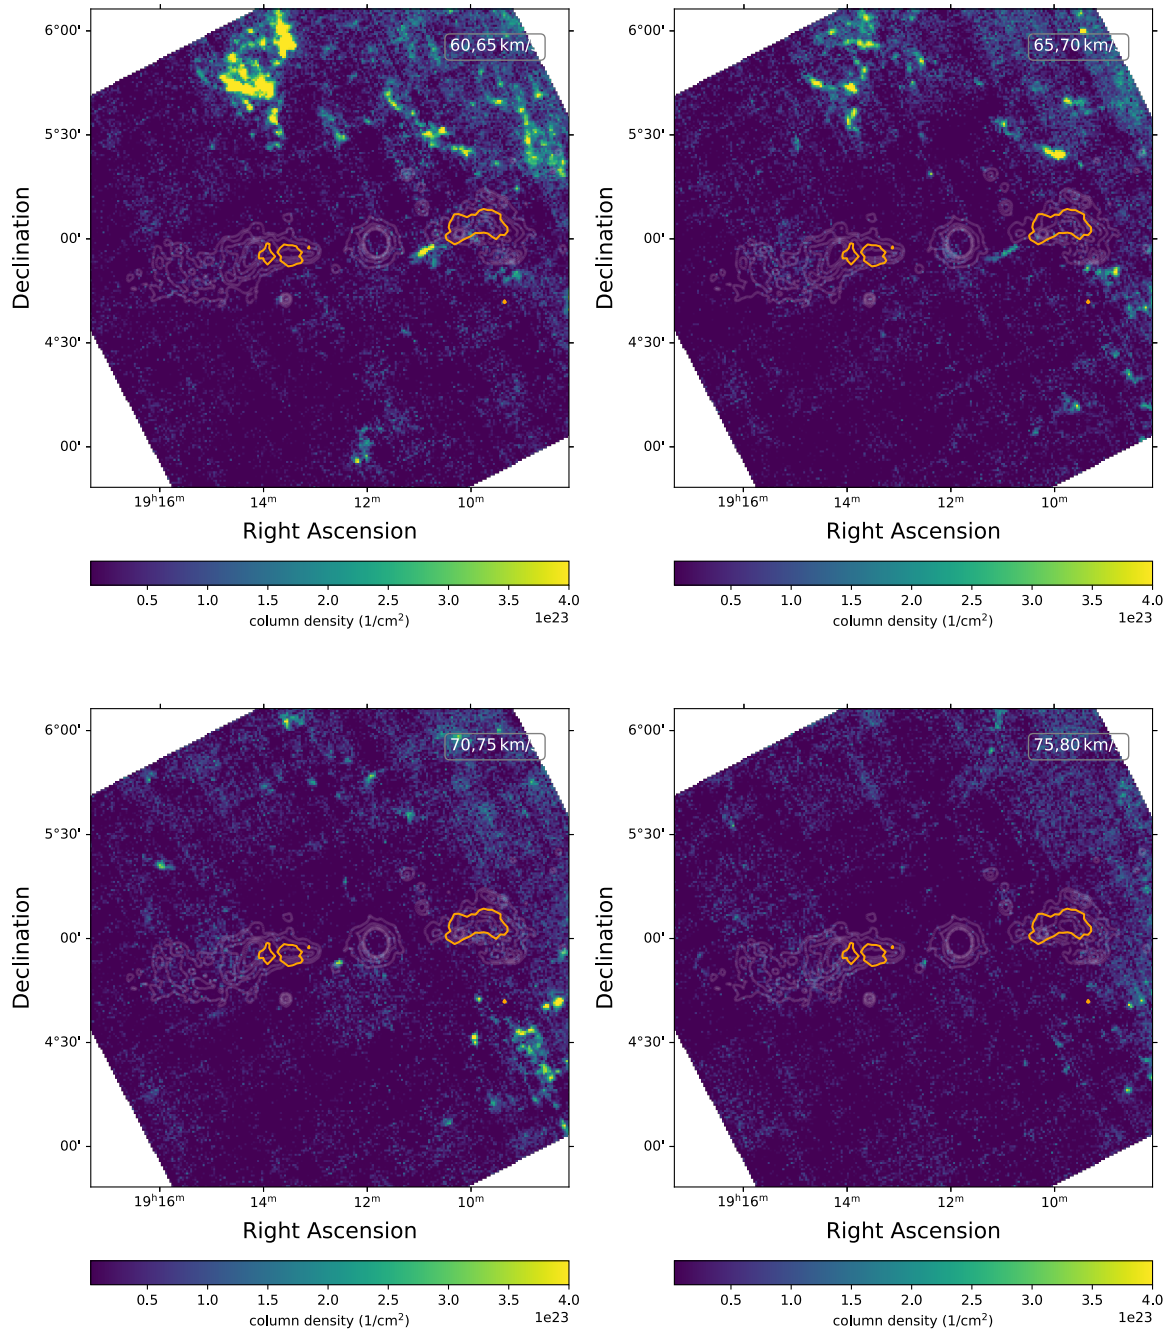 60,65 km/s
65,70 km/s
6°00'
5°30'
00'
4°30'
00'
Declination
19ʰ16ᵐ 14ᵐ 12ᵐ 10ᵐ
Right Ascension
0.5 1.0 1.5 2.0 2.5 3.0 3.5 4.0
column density (1/cm²)
1e23
6°00'
5°30'
00'
4°30'
00'
Declination
19ʰ16ᵐ 14ᵐ 12ᵐ 10ᵐ
Right Ascension
0.5 1.0 1.5 2.0 2.5 3.0 3.5 4.0
column density (1/cm²)
1e23
70,75 km/s
75,80 km/s
6°00'
5°30'
00'
4°30'
00'
Declination
19ʰ16ᵐ 14ᵐ 12ᵐ 10ᵐ
Right Ascension
0.5 1.0 1.5 2.0 2.5 3.0 3.5 4.0
column density (1/cm²)
1e23
6°00'
5°30'
00'
4°30'
00'
Declination
19ʰ16ᵐ 14ᵐ 12ᵐ 10ᵐ
Right Ascension
0.5 1.0 1.5 2.0 2.5 3.0 3.5 4.0
column density (1/cm²)
1e23